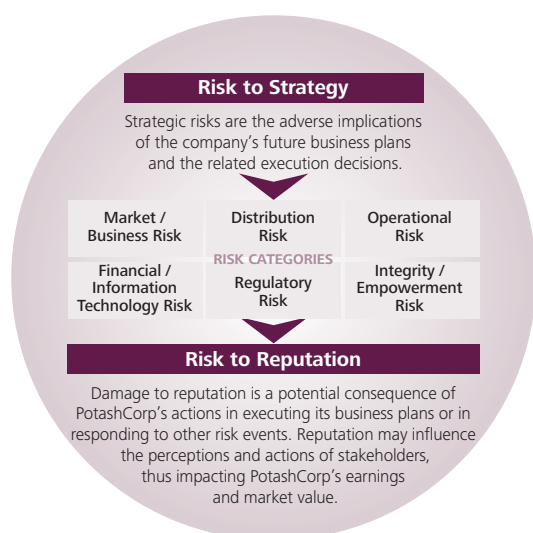 Risk to Strategy
Strategic risks are the adverse implications
of the company's future business plans
and the related execution decisions.
Market /
Business Risk
Distribution
Risk
Operational
Risk
RISK CATEGORIES
Financial /
Information
Technology Risk
Regulatory
Risk
Integrity /
Empowerment
Risk
Risk to Reputation
Damage to reputation is a potential consequence of
PotashCorp's actions in executing its business plans or in
responding to other risk events. Reputation may influence
the perceptions and actions of stakeholders,
thus impacting PotashCorp's earnings
and market value.